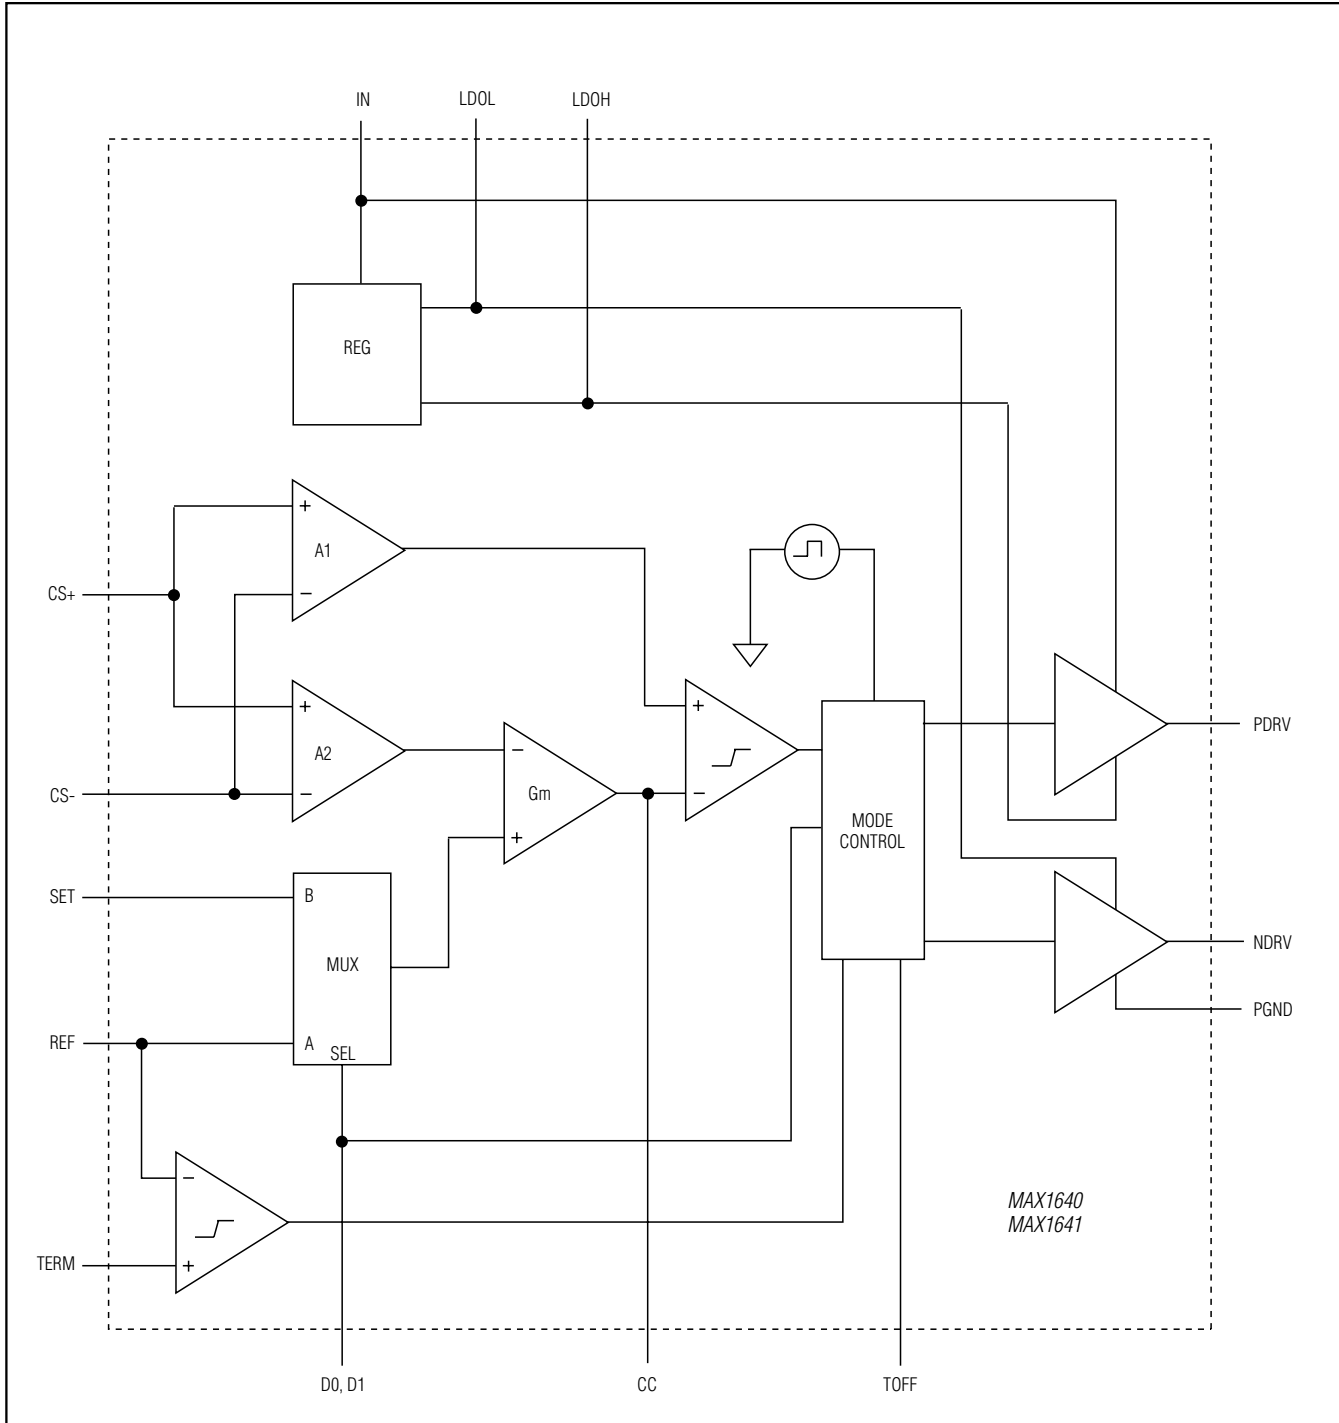 IN
LDOL
LDOH
REG
+
A1
−
CS+
+
A2
−
CS-
−
Gm
+
+
−
MODE
CONTROL
PDRV
SET
B
MUX
NDRV
PGND
REF
A
SEL
−
+
TERM
MAX1640
MAX1641
D0, D1
CC
TOFF